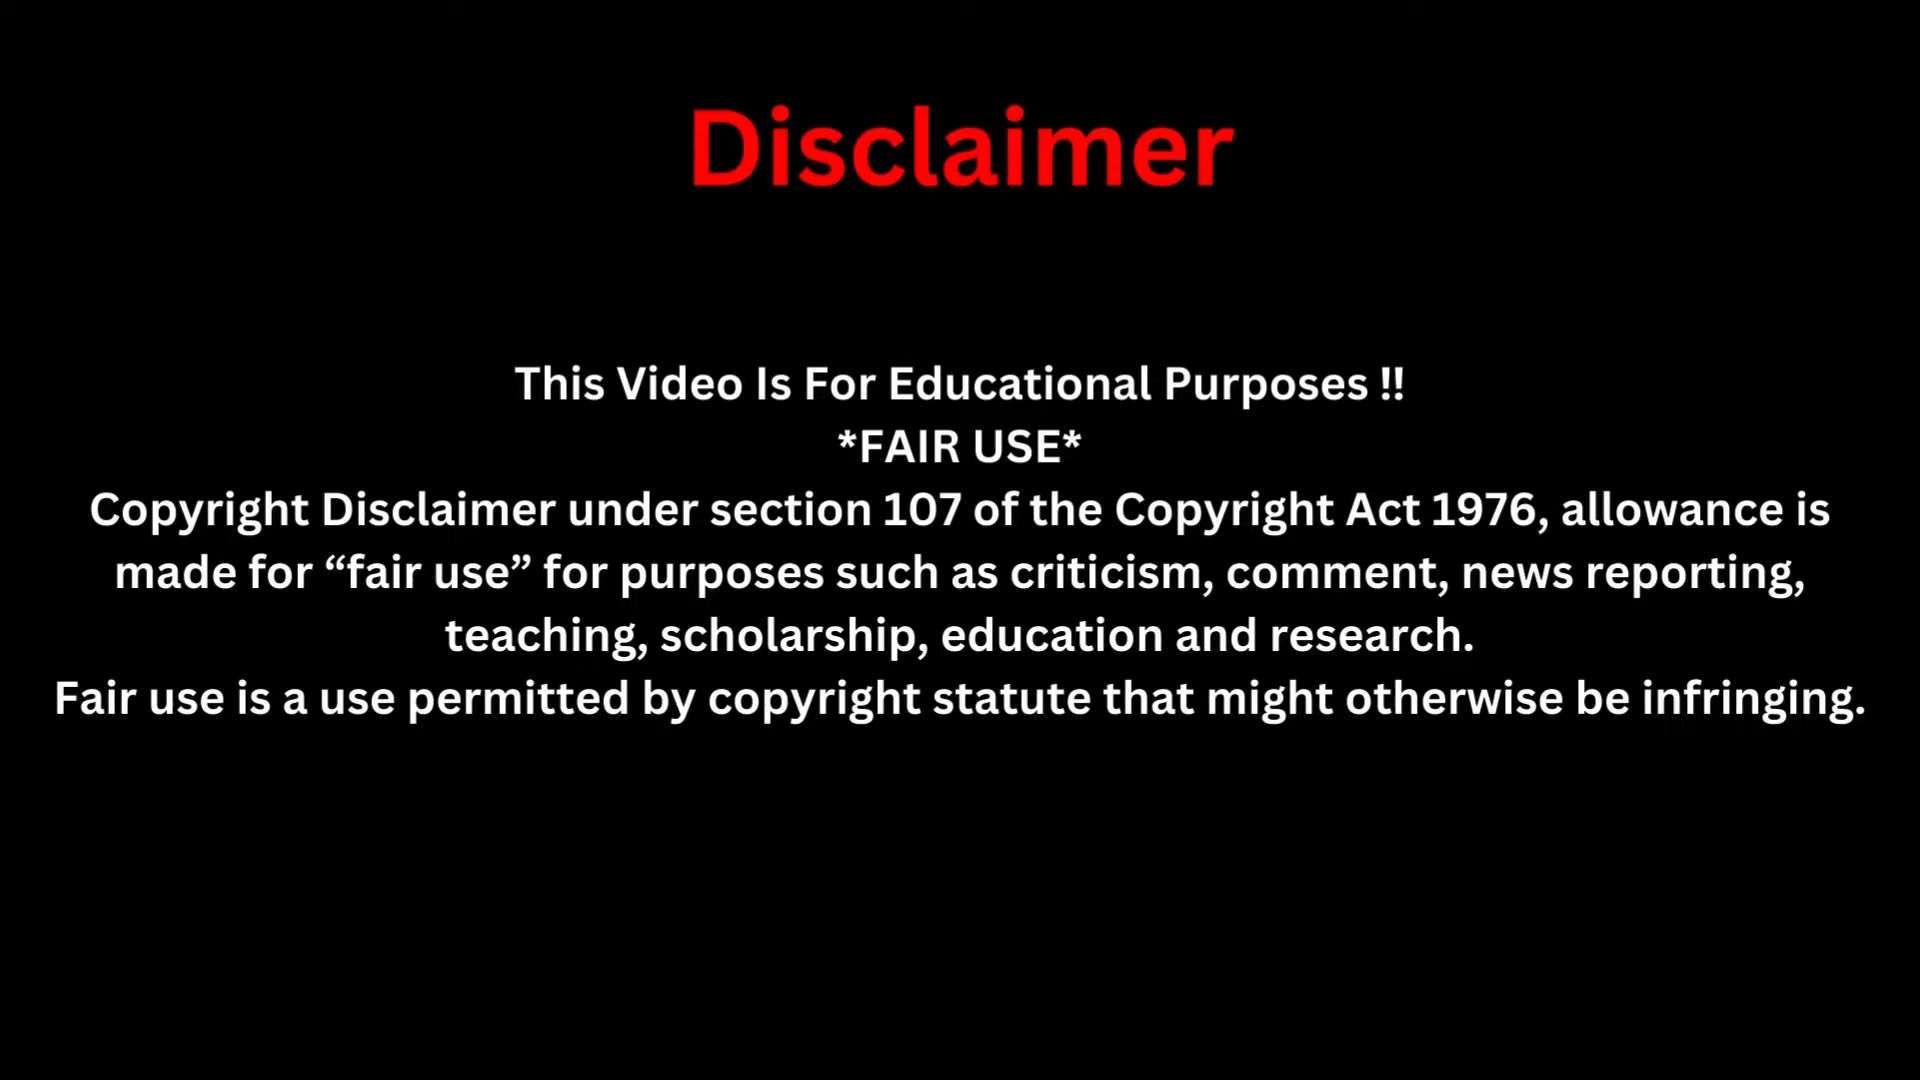 Disclaimer
This Video Is For Educational Purposes !!
*FAIR USE*
Copyright Disclaimer under section 107 of the Copyright Act 1976, allowance is
made for “fair use” for purposes such as criticism, comment, news reporting,
teaching, scholarship, education and research.
Fair use is a use permitted by copyright statute that might otherwise be infringing.